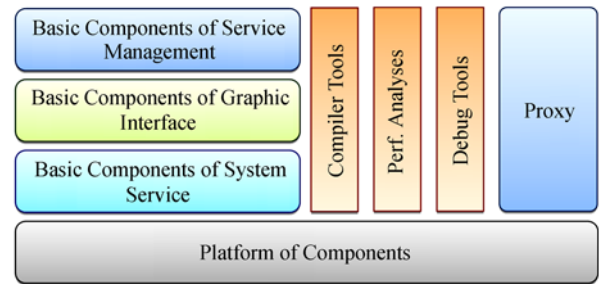 Basic Components of Service
Management
Basic Components of Graphic
Interface
Basic Components of System
Service
Compiler Tools
Perf. Analyses
Debug Tools
Proxy
Platform of Components